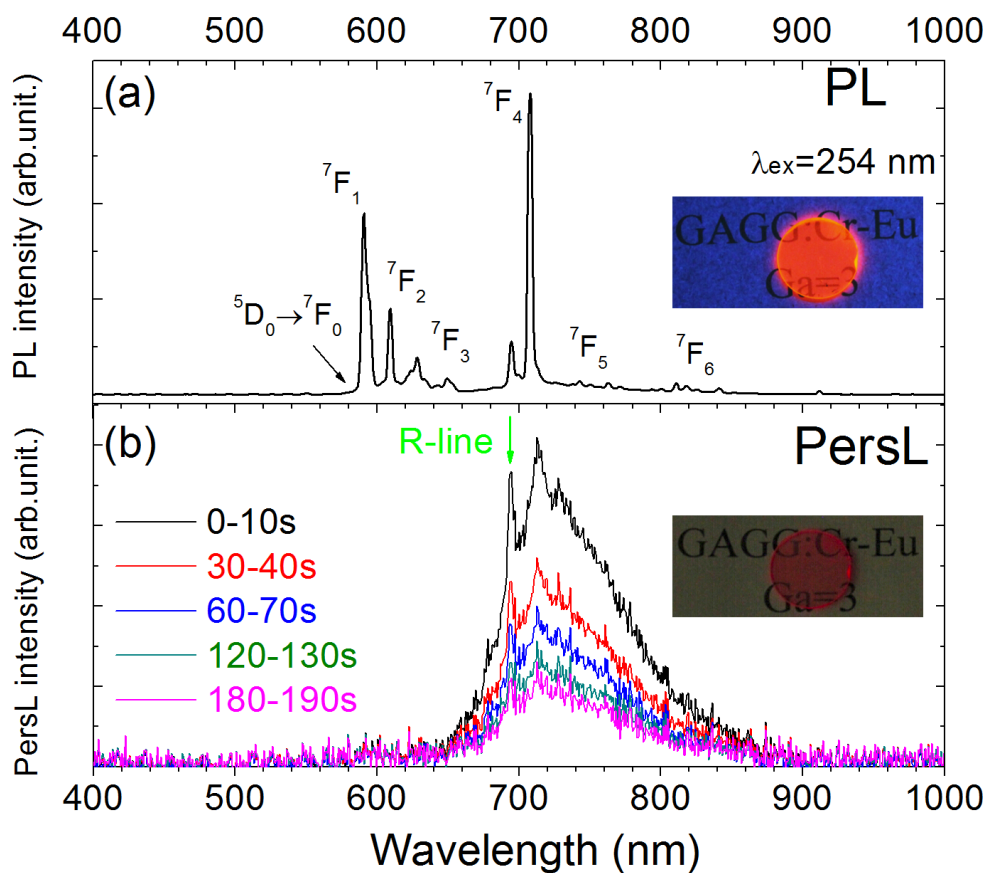 400 500 600 700 800 900 1000
(a)
PL
⁷F₄
λex=254 nm
⁷F₁
GAGG:Cr-Eu
Ga=3
⁷F₂
⁵D₀→⁷F₀
⁷F₃
⁷F₅
⁷F₆
PL intensity (arb.unit.)
(b)
R-line
PersL
0-10s
30-40s
60-70s
120-130s
180-190s
GAGG:Cr-Eu
Ga=3
PersL intensity (arb.unit.)
400 500 600 700 800 900 1000
Wavelength (nm)